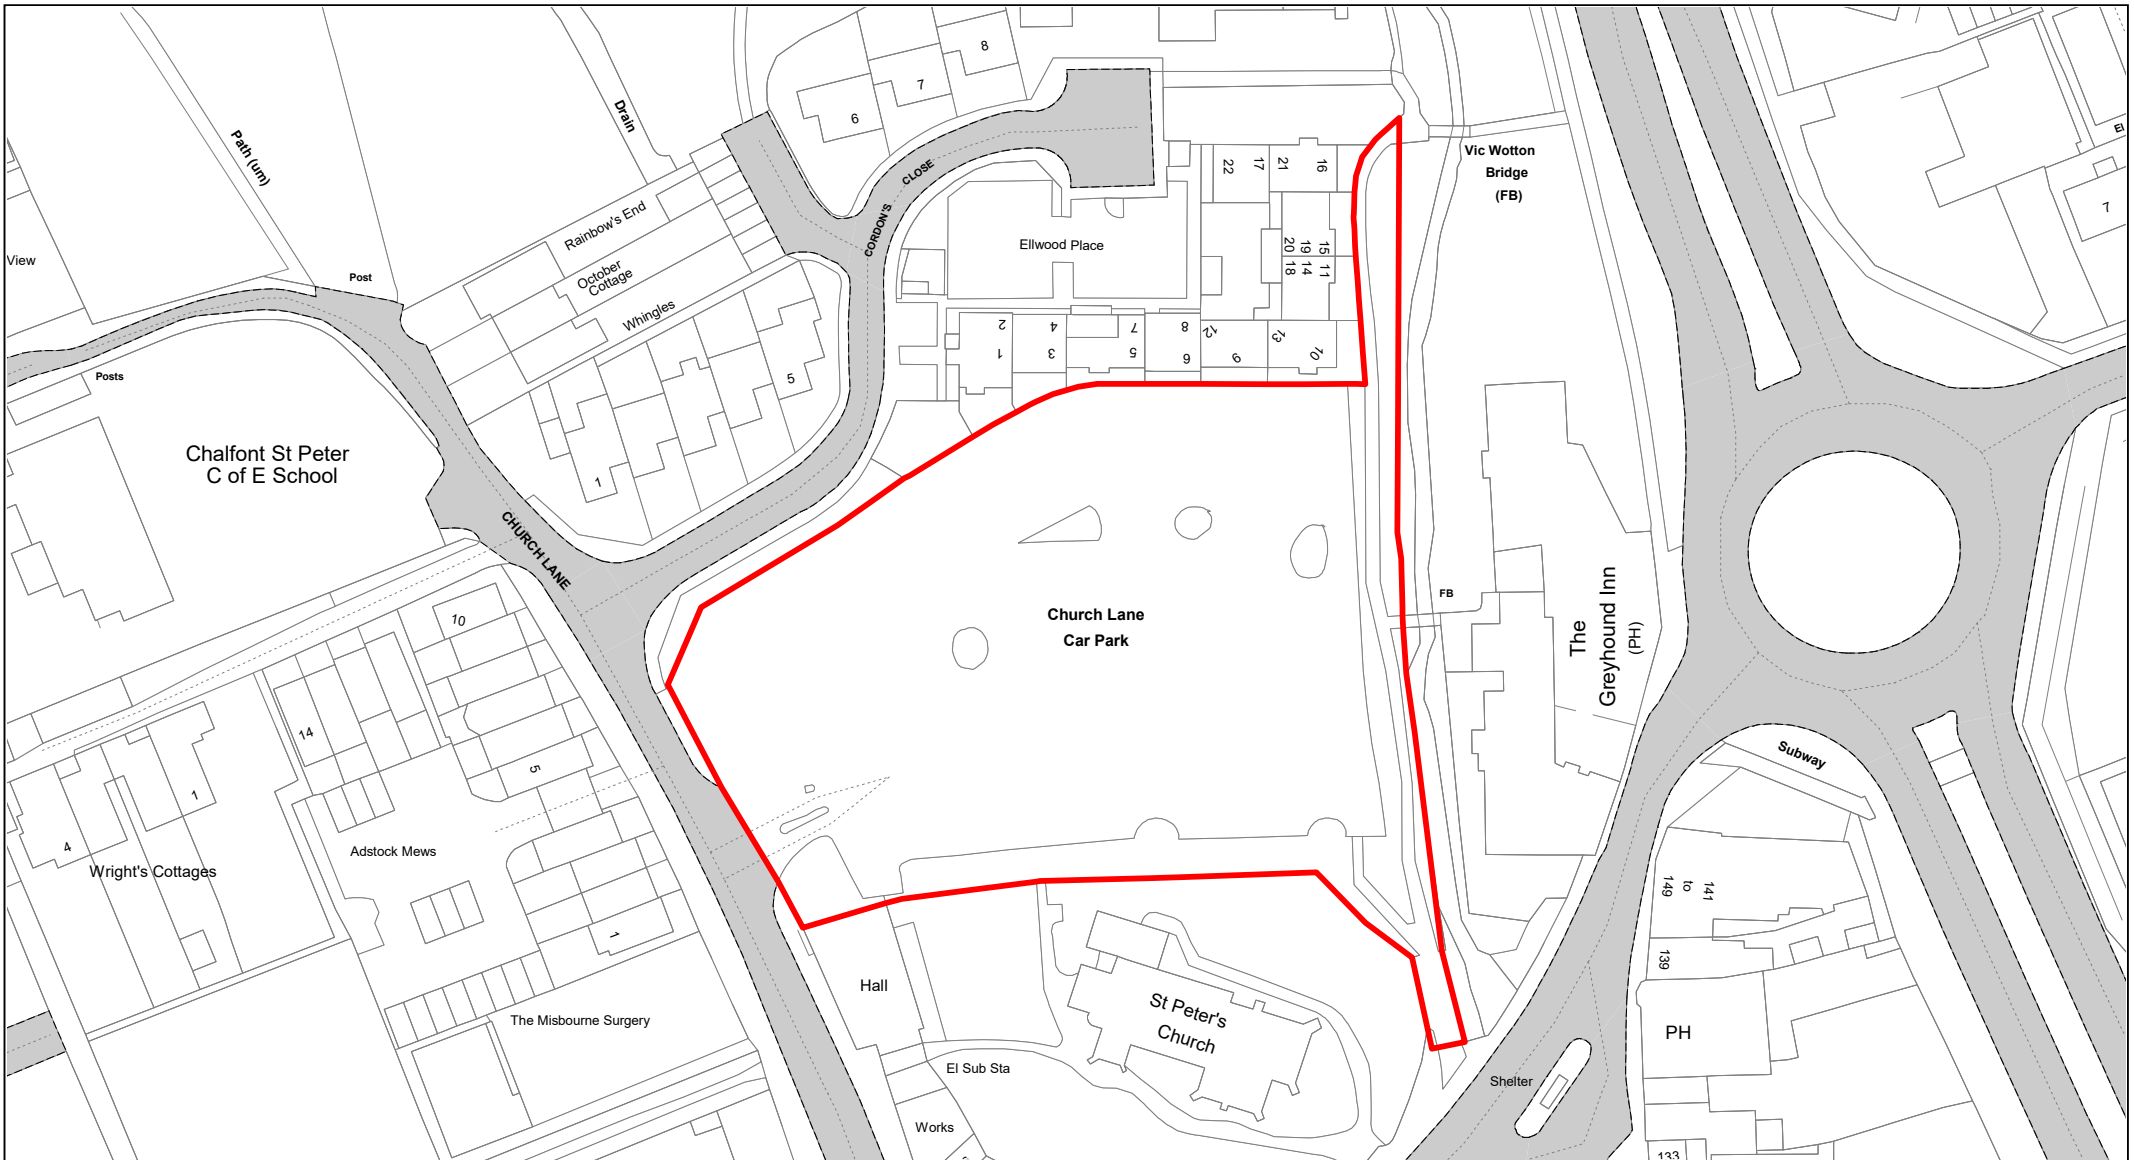 8
7
6
Drain
Path (um)
CLOSE
CORDON'S
Vic Wotton
Bridge
(FB)
El
7
22
17
21
16
Rainbow's End
Ellwood Place
20
19
15
18
14
11
View
Post
October
Cottage
Whingles
2
4
7
8
12
13
1
3
5
6
9
10
5
Posts
1
Chalfont St Peter
C of E School
CHURCH LANE
FB
The
Greyhound Inn
(PH)
Church Lane
Car Park
10
14
5
1
4
Subway
Adstock Mews
Wright's Cottages
149
to
141
1
139
Hall
St Peter's
Church
The Misbourne Surgery
PH
El Sub Sta
Shelter
Works
133